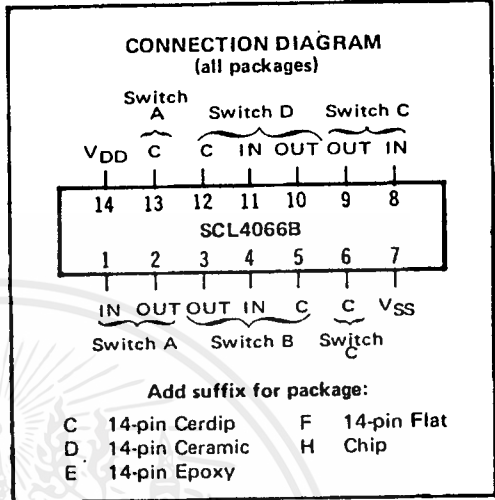 CONNECTION DIAGRAM
(all packages)
Switch A Switch D Switch C
VDD C C IN OUT OUT IN
14 13 12 11 10 9 8
SCL4066B
1 2 3 4 5 6 7
IN OUT OUT IN C C VSS
Switch A Switch B Switch C
Add suffix for package:
C 14-pin Cerdip F 14-pin Flat
D 14-pin Ceramic H Chip
E 14-pin Epoxy